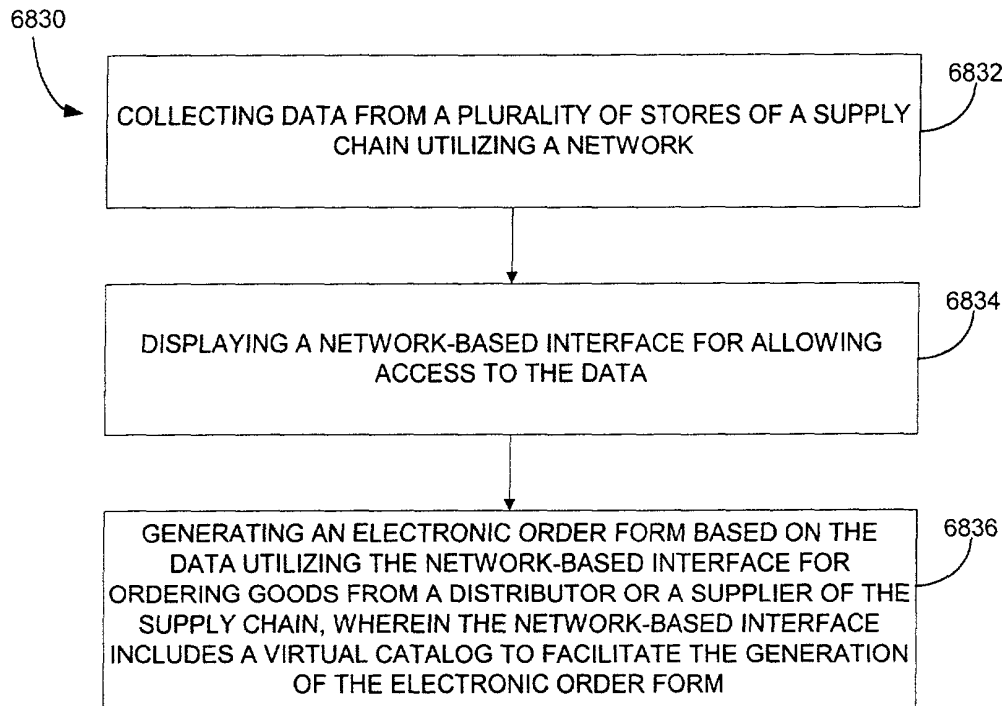 6830
6832
COLLECTING DATA FROM A PLURALITY OF STORES OF A SUPPLY
CHAIN UTILIZING A NETWORK
6834
DISPLAYING A NETWORK-BASED INTERFACE FOR ALLOWING
ACCESS TO THE DATA
6836
GENERATING AN ELECTRONIC ORDER FORM BASED ON THE
DATA UTILIZING THE NETWORK-BASED INTERFACE FOR
ORDERING GOODS FROM A DISTRIBUTOR OR A SUPPLIER OF THE
SUPPLY CHAIN, WHEREIN THE NETWORK-BASED INTERFACE
INCLUDES A VIRTUAL CATALOG TO FACILITATE THE GENERATION
OF THE ELECTRONIC ORDER FORM